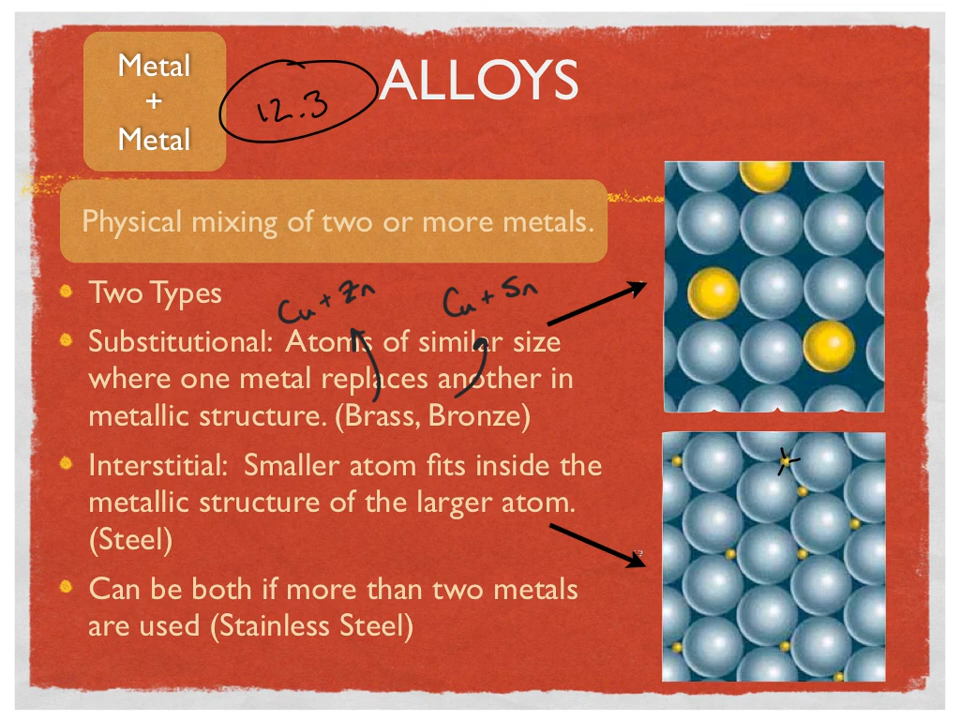 Metal
+
Metal
12.3
ALLOYS
Physical mixing of two or more metals.
Two Types
Cu + Zn
Cu + Sn
Substitutional: Atoms of similar size
where one metal replaces another in
metallic structure. (Brass, Bronze)
Interstitial: Smaller atom fits inside the
metallic structure of the larger atom.
(Steel)
Can be both if more than two metals
are used (Stainless Steel)